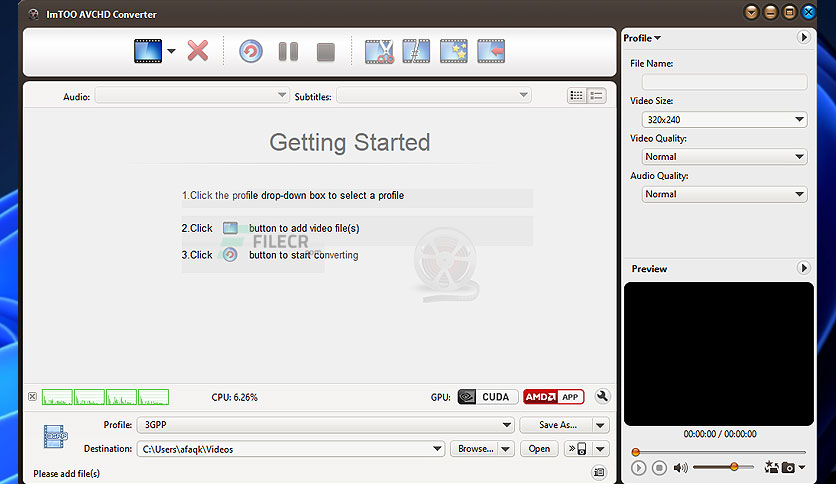 ImTOO AVCHD Converter
Audio:
Subtitles:
Getting Started
1.Click the profile drop-down box to select a profile
2.Click button to add video file(s)
FILECR
.com
3.Click button to start converting
CPU: 6.26%
GPU:
CUDA
AMD APP
3GPP
Profile:
3GPP
Save As...
Destination:
C:\Users\afaqk\Videos
Browse...
Open
Please add file(s)
Profile
File Name:
Video Size:
320x240
Video Quality:
Normal
Audio Quality:
Normal
Preview
00:00:00 / 00:00:00